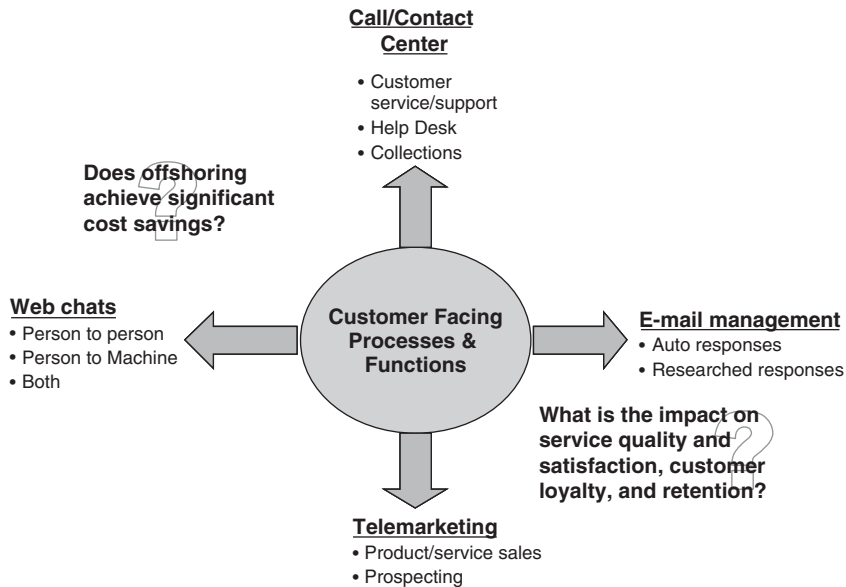 Call/Contact
Center
• Customer
service/support
• Help Desk
• Collections
Does offshoring
achieve significant
cost savings?
?
Web chats
• Person to person
• Person to Machine
• Both
Customer Facing
Processes &
Functions
E-mail management
• Auto responses
• Researched responses
What is the impact on
service quality and
satisfaction, customer
loyalty, and retention?
?
Telemarketing
• Product/service sales
• Prospecting